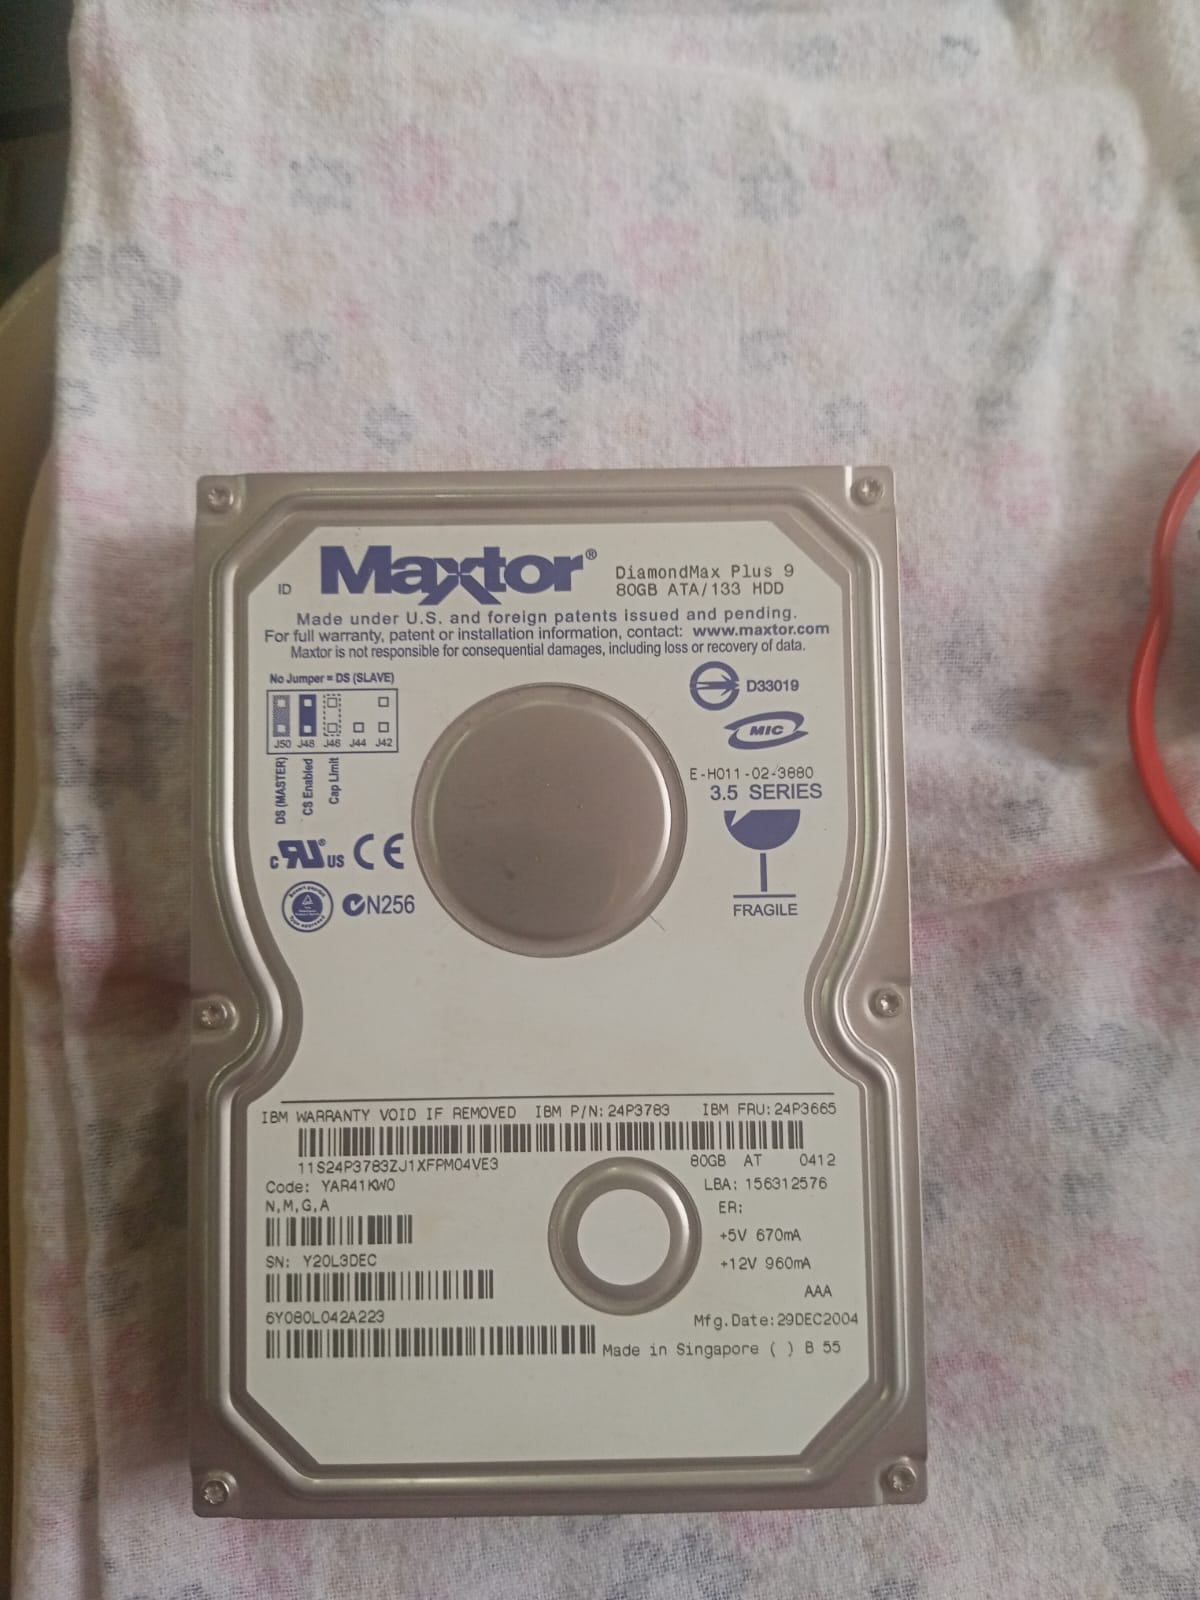 ID
Maxtor®
DiamondMax Plus 9
80GB ATA/133 HDD
Made under U.S. and foreign patents issued and pending.
For full warranty, patent or installation information, contact: www.maxtor.com
Maxtor is not responsible for consequential damages, including loss or recovery of data.
No Jumper = DS (SLAVE)
J50 J48 J46 J44 J42
DS (MASTER)
CS Enabled
Cap Limit
D33019
MIC
E-H011-02-3880
3.5 SERIES
FRAGILE
c RU® US CE
N256
IBM WARRANTY VOID IF REMOVED IBM P/N: 24P3783 IBM FRU: 24P3665
11S24P3783ZJ1XFPM04VE3
80GB AT 0412
Code: YAR41KW0
LBA: 156312576
N,M,G,A
ER:
+5V 670mA
SN: Y20L3DEC
+12V 960mA
AAA
6Y080L042A223
Mfg.Date:29DEC2004
Made in Singapore ( ) B 55